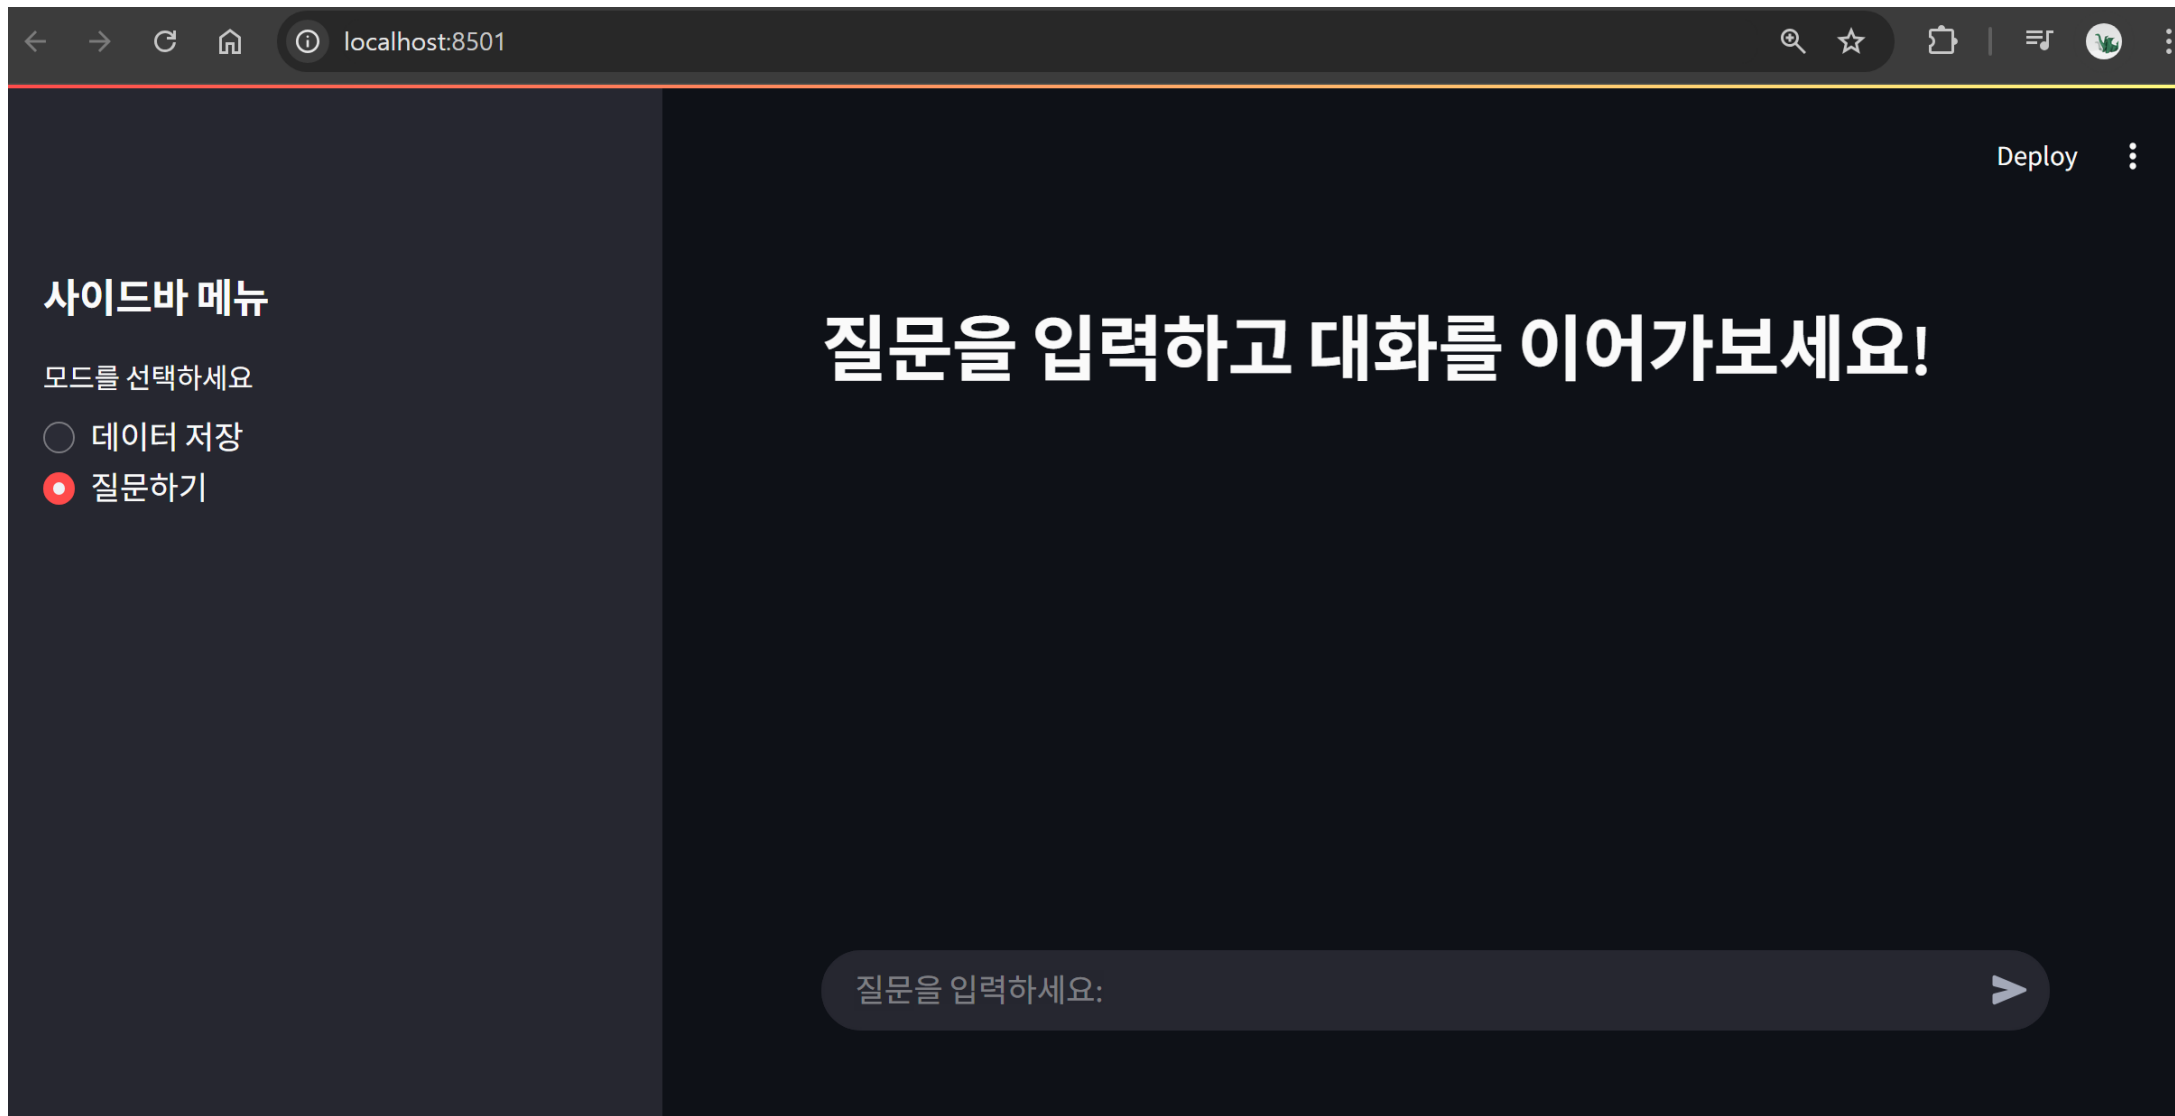 localhost:8501
Deploy
사이드바 메뉴
모드를 선택하세요
데이터 저장
질문하기
질문을 입력하고 대화를 이어가보세요!
질문을 입력하세요: